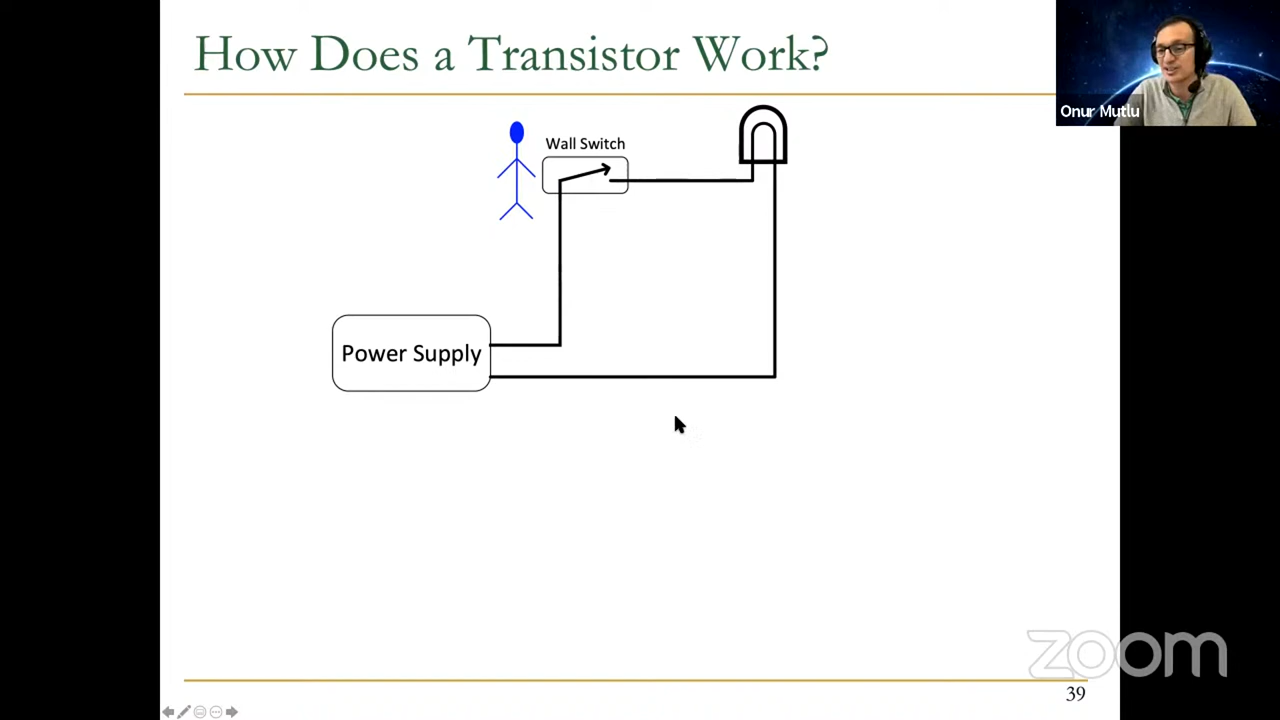 How Does a Transistor Work?
Onur Mutlu
Wall Switch
Power Supply
zoom
39